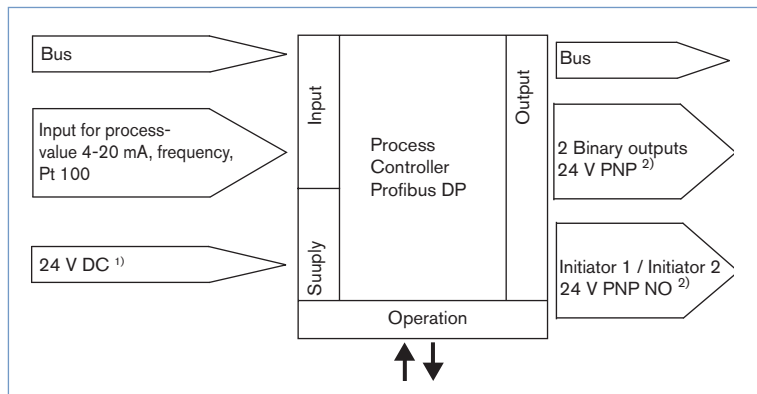 Bus
Input for process-
value 4-20 mA, frequency,
Pt 100
24 V DC 1)
Input
Suuply
Process
Controller
Profibus DP
Output
Operation
Bus
2 Binary outputs
24 V PNP 2)
Initiator 1 / Initiator 2
24 V PNP NO 2)